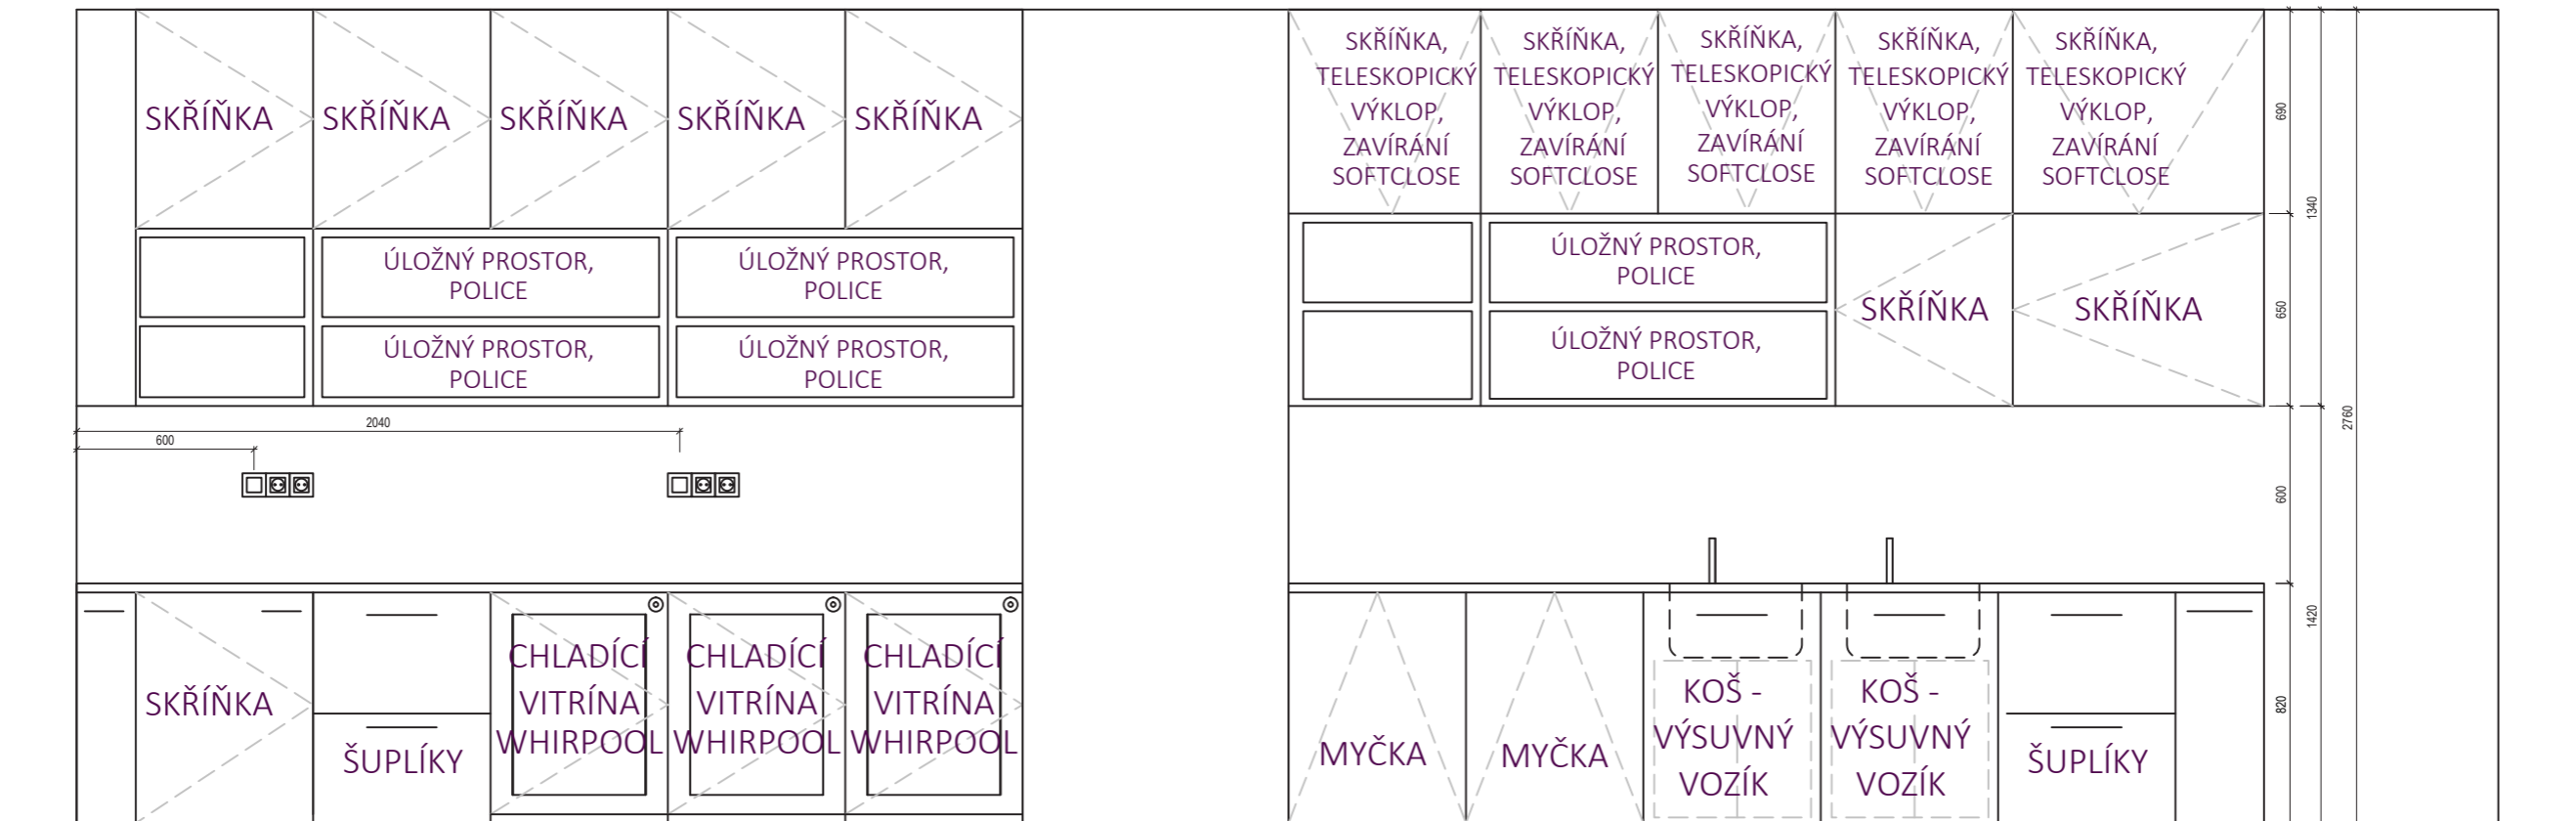 SKŘÍŇKA
SKŘÍŇKA
SKŘÍŇKA
SKŘÍŇKA
SKŘÍŇKA
ÚLOŽNÝ PROSTOR,
POLICE
ÚLOŽNÝ PROSTOR,
POLICE
ÚLOŽNÝ PROSTOR,
POLICE
ÚLOŽNÝ PROSTOR,
POLICE
2040
600
SKŘÍŇKA
ŠUPLÍKY
CHLADÍCÍ
VITRÍNA
WHIRPOOL
CHLADÍCÍ
VITRÍNA
WHIRPOOL
CHLADÍCÍ
VITRÍNA
WHIRPOOL
SKŘÍŇKA,
TELESKOPICKÝ
VÝKLOP,
ZAVÍRÁNÍ
SOFTCLOSE
SKŘÍŇKA,
TELESKOPICKÝ
VÝKLOP,
ZAVÍRÁNÍ
SOFTCLOSE
SKŘÍŇKA,
TELESKOPICKÝ
VÝKLOP,
ZAVÍRÁNÍ
SOFTCLOSE
SKŘÍŇKA,
TELESKOPICKÝ
VÝKLOP,
ZAVÍRÁNÍ
SOFTCLOSE
SKŘÍŇKA,
TELESKOPICKÝ
VÝKLOP,
ZAVÍRÁNÍ
SOFTCLOSE
ÚLOŽNÝ PROSTOR,
POLICE
ÚLOŽNÝ PROSTOR,
POLICE
SKŘÍŇKA
SKŘÍŇKA
MYČKA
MYČKA
KOŠ -
VÝSUVNÝ
VOZÍK
KOŠ -
VÝSUVNÝ
VOZÍK
ŠUPLÍKY
690
650
600
820
1340
1420
2760